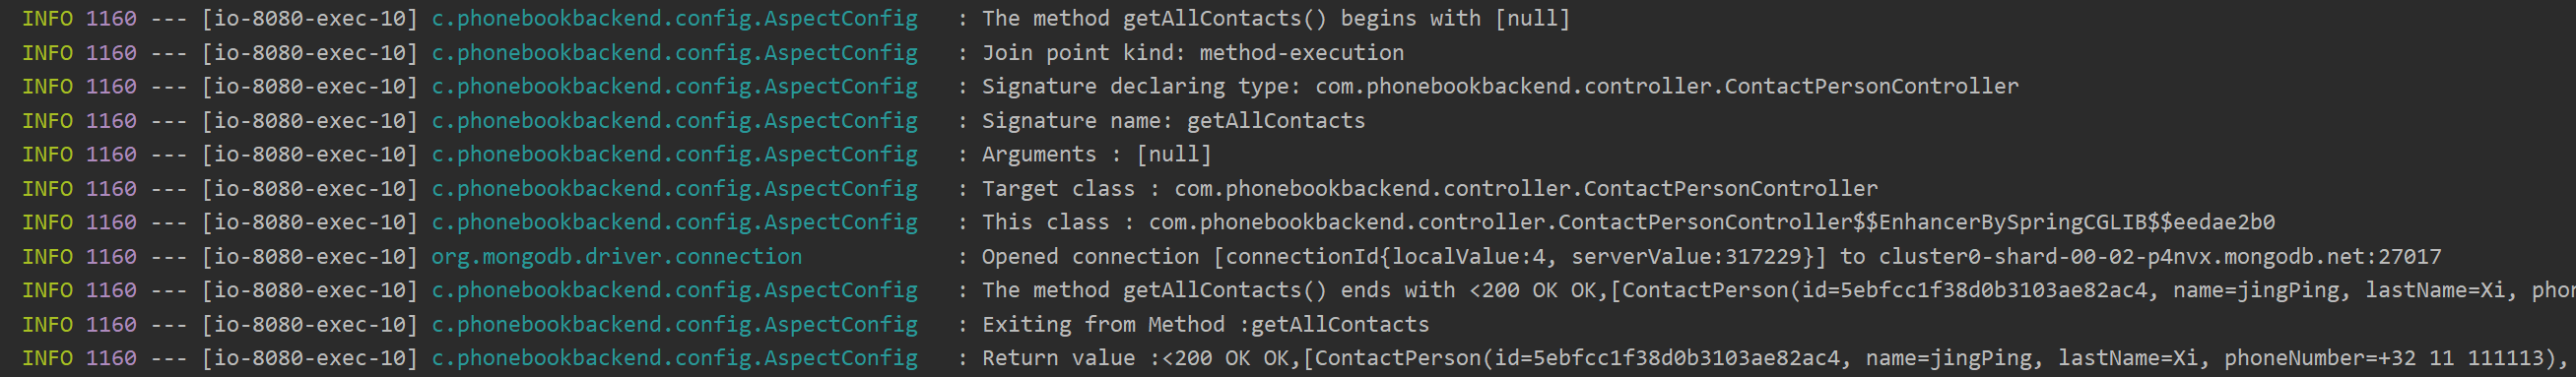 INFO 1160 --- [io-8080-exec-10] c.phonebookbackend.config.AspectConfig : The method getAllContacts() begins with [null]
INFO 1160 --- [io-8080-exec-10] c.phonebookbackend.config.AspectConfig : Join point kind: method-execution
INFO 1160 --- [io-8080-exec-10] c.phonebookbackend.config.AspectConfig : Signature declaring type: com.phonebookbackend.controller.ContactPersonController
INFO 1160 --- [io-8080-exec-10] c.phonebookbackend.config.AspectConfig : Signature name: getAllContacts
INFO 1160 --- [io-8080-exec-10] c.phonebookbackend.config.AspectConfig : Arguments : [null]
INFO 1160 --- [io-8080-exec-10] c.phonebookbackend.config.AspectConfig : Target class : com.phonebookbackend.controller.ContactPersonController
INFO 1160 --- [io-8080-exec-10] c.phonebookbackend.config.AspectConfig : This class : com.phonebookbackend.controller.ContactPersonController$$EnhancerBySpringCGLIB$$eedae2b0
INFO 1160 --- [io-8080-exec-10] org.mongodb.driver.connection : Opened connection [connectionId{localValue:4, serverValue:317229}] to cluster0-shard-00-02-p4nvx.mongodb.net:27017
INFO 1160 --- [io-8080-exec-10] c.phonebookbackend.config.AspectConfig : The method getAllContacts() ends with <200 OK OK,[ContactPerson(id=5ebfcc1f38d0b3103ae82ac4, name=jingPing, lastName=Xi, phon
INFO 1160 --- [io-8080-exec-10] c.phonebookbackend.config.AspectConfig : Exiting from Method :getAllContacts
INFO 1160 --- [io-8080-exec-10] c.phonebookbackend.config.AspectConfig : Return value :<200 OK OK,[ContactPerson(id=5ebfcc1f38d0b3103ae82ac4, name=jingPing, lastName=Xi, phoneNumber=+32 11 111113),